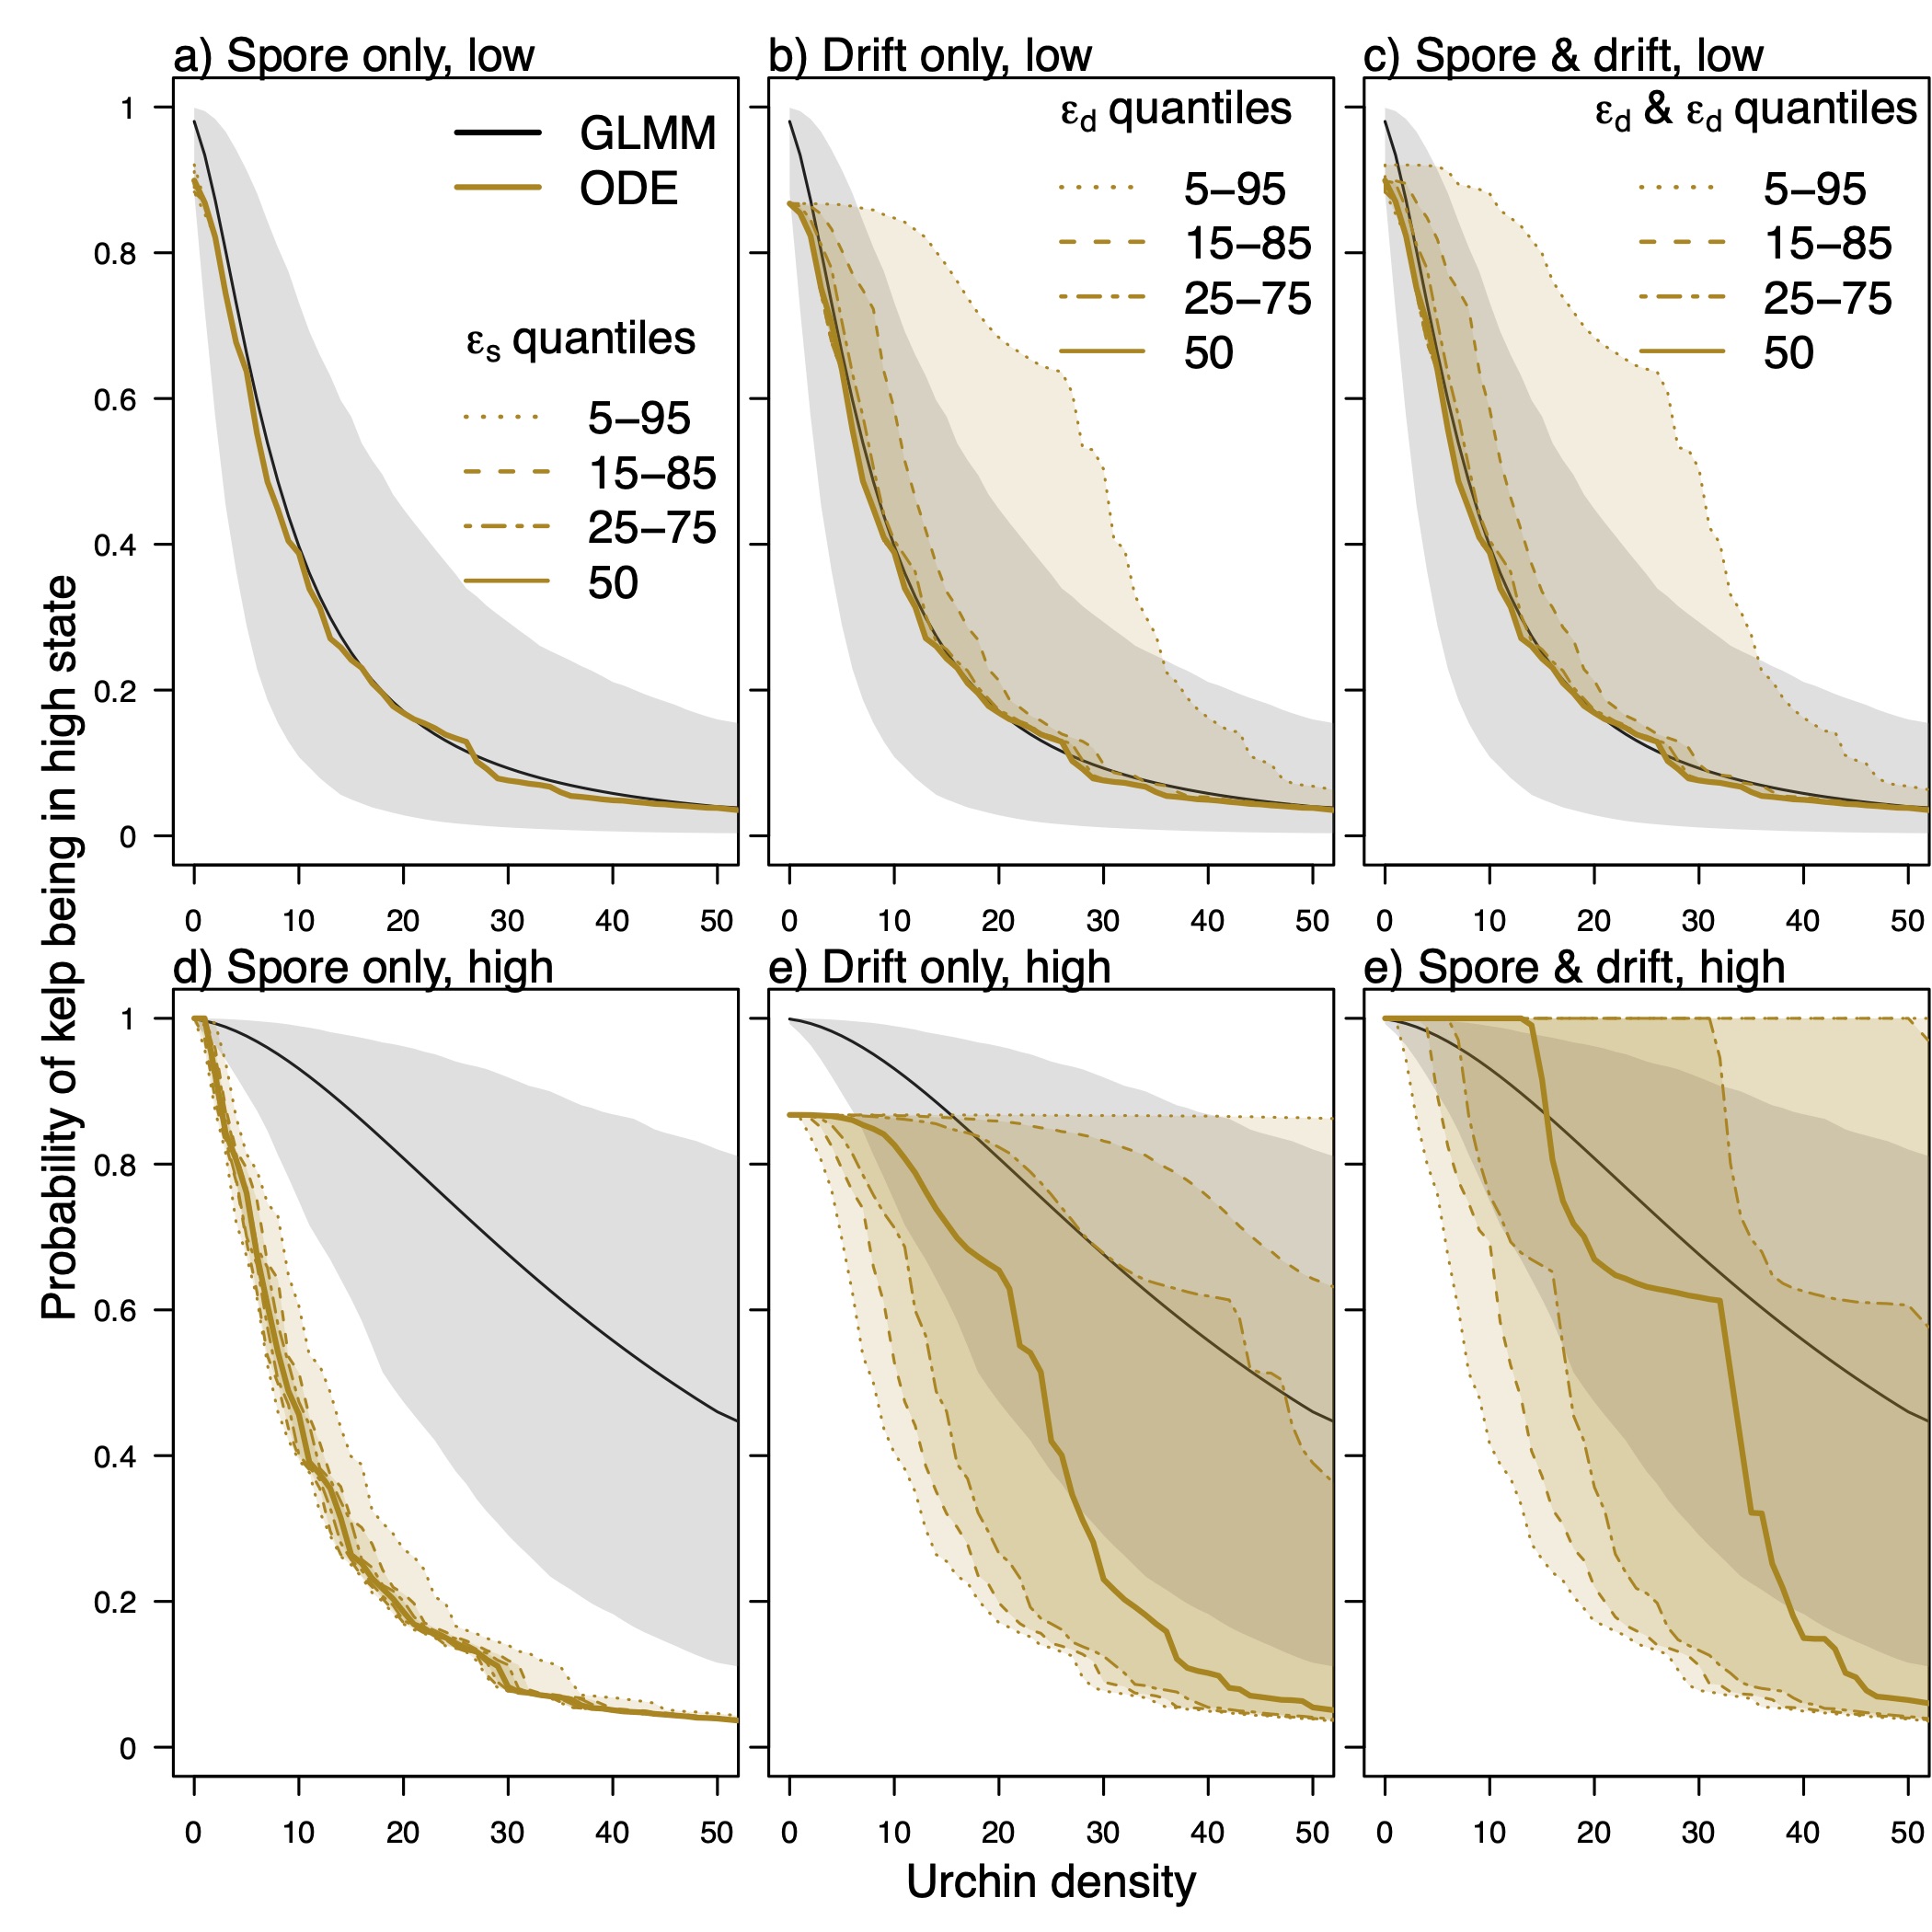 a) Spore only, low
GLMM
ODE
εs quantiles
5–95
15–85
25–75
50
b) Drift only, low
εd quantiles
5–95
15–85
25–75
50
c) Spore & drift, low
εd & εd quantiles
5–95
15–85
25–75
50
1
0.8
0.6
0.4
0.2
0
0 10 20 30 40 50
0 10 20 30 40 50
0 10 20 30 40 50
d) Spore only, high
e) Drift only, high
e) Spore & drift, high
1
0.8
0.6
0.4
0.2
0
0 10 20 30 40 50
0 10 20 30 40 50
0 10 20 30 40 50
Probability of kelp being in high state
Urchin density